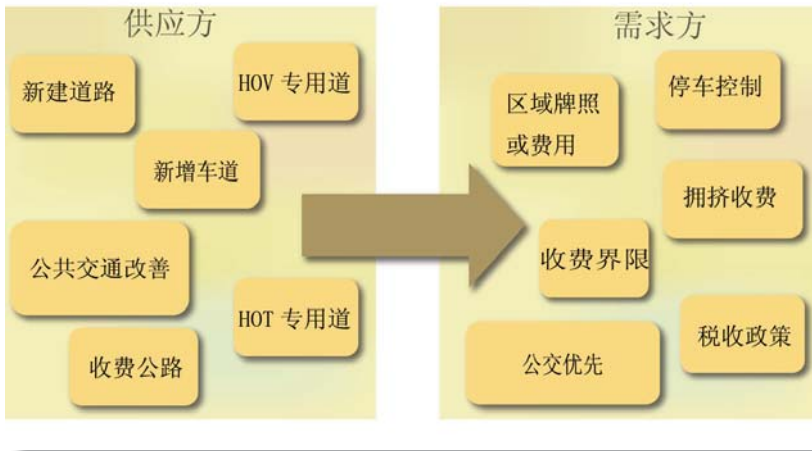 供应方
新建道路
HOV 专用道
新增车道
公共交通改善
HOT 专用道
收费公路
需求方
区域牌照
或费用
停车控制
拥挤收费
收费界限
税收政策
公交优先